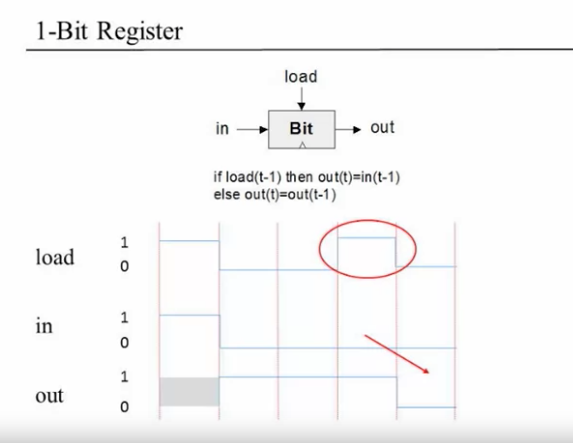 1-Bit Register
load
in Bit out
if load(t-1) then out(t)=in(t-1)
else out(t)=out(t-1)
load 1
0
in 1
0
out 1
0